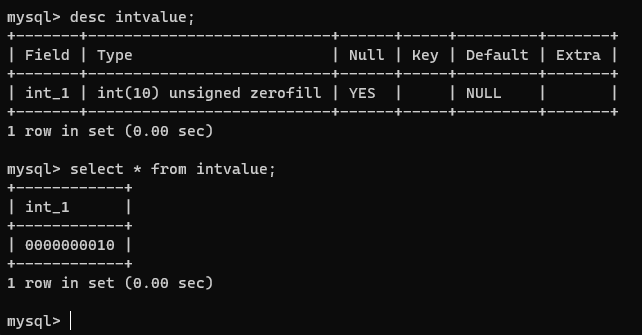 mysql> desc intvalue;
+-------+---------------------------+------+-----+---------+-------+
| Field | Type                      | Null | Key | Default | Extra |
+-------+---------------------------+------+-----+---------+-------+
| int_1 | int(10) unsigned zerofill | YES  |     | NULL    |       |
+-------+---------------------------+------+-----+---------+-------+
1 row in set (0.00 sec)
mysql> select * from intvalue;
+------------+
| int_1      |
+------------+
| 0000000010 |
+------------+
1 row in set (0.00 sec)
mysql>